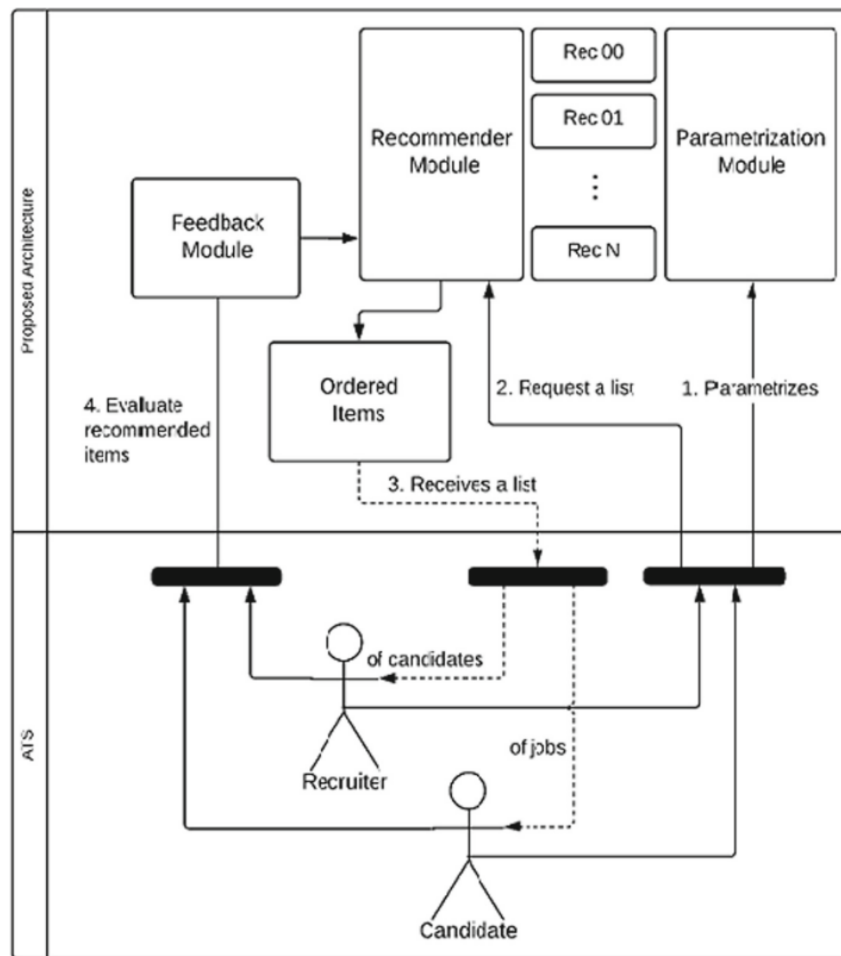 Proposed Architecture
Rec 00
Rec 01
Rec N
Recommender
Module
Parametrization
Module
Feedback
Module
Ordered
Items
2. Request a list
1. Parametrizes
4. Evaluate
recommended
items
3. Receives a list
ATS
of candidates
of jobs
Recruiter
Candidate